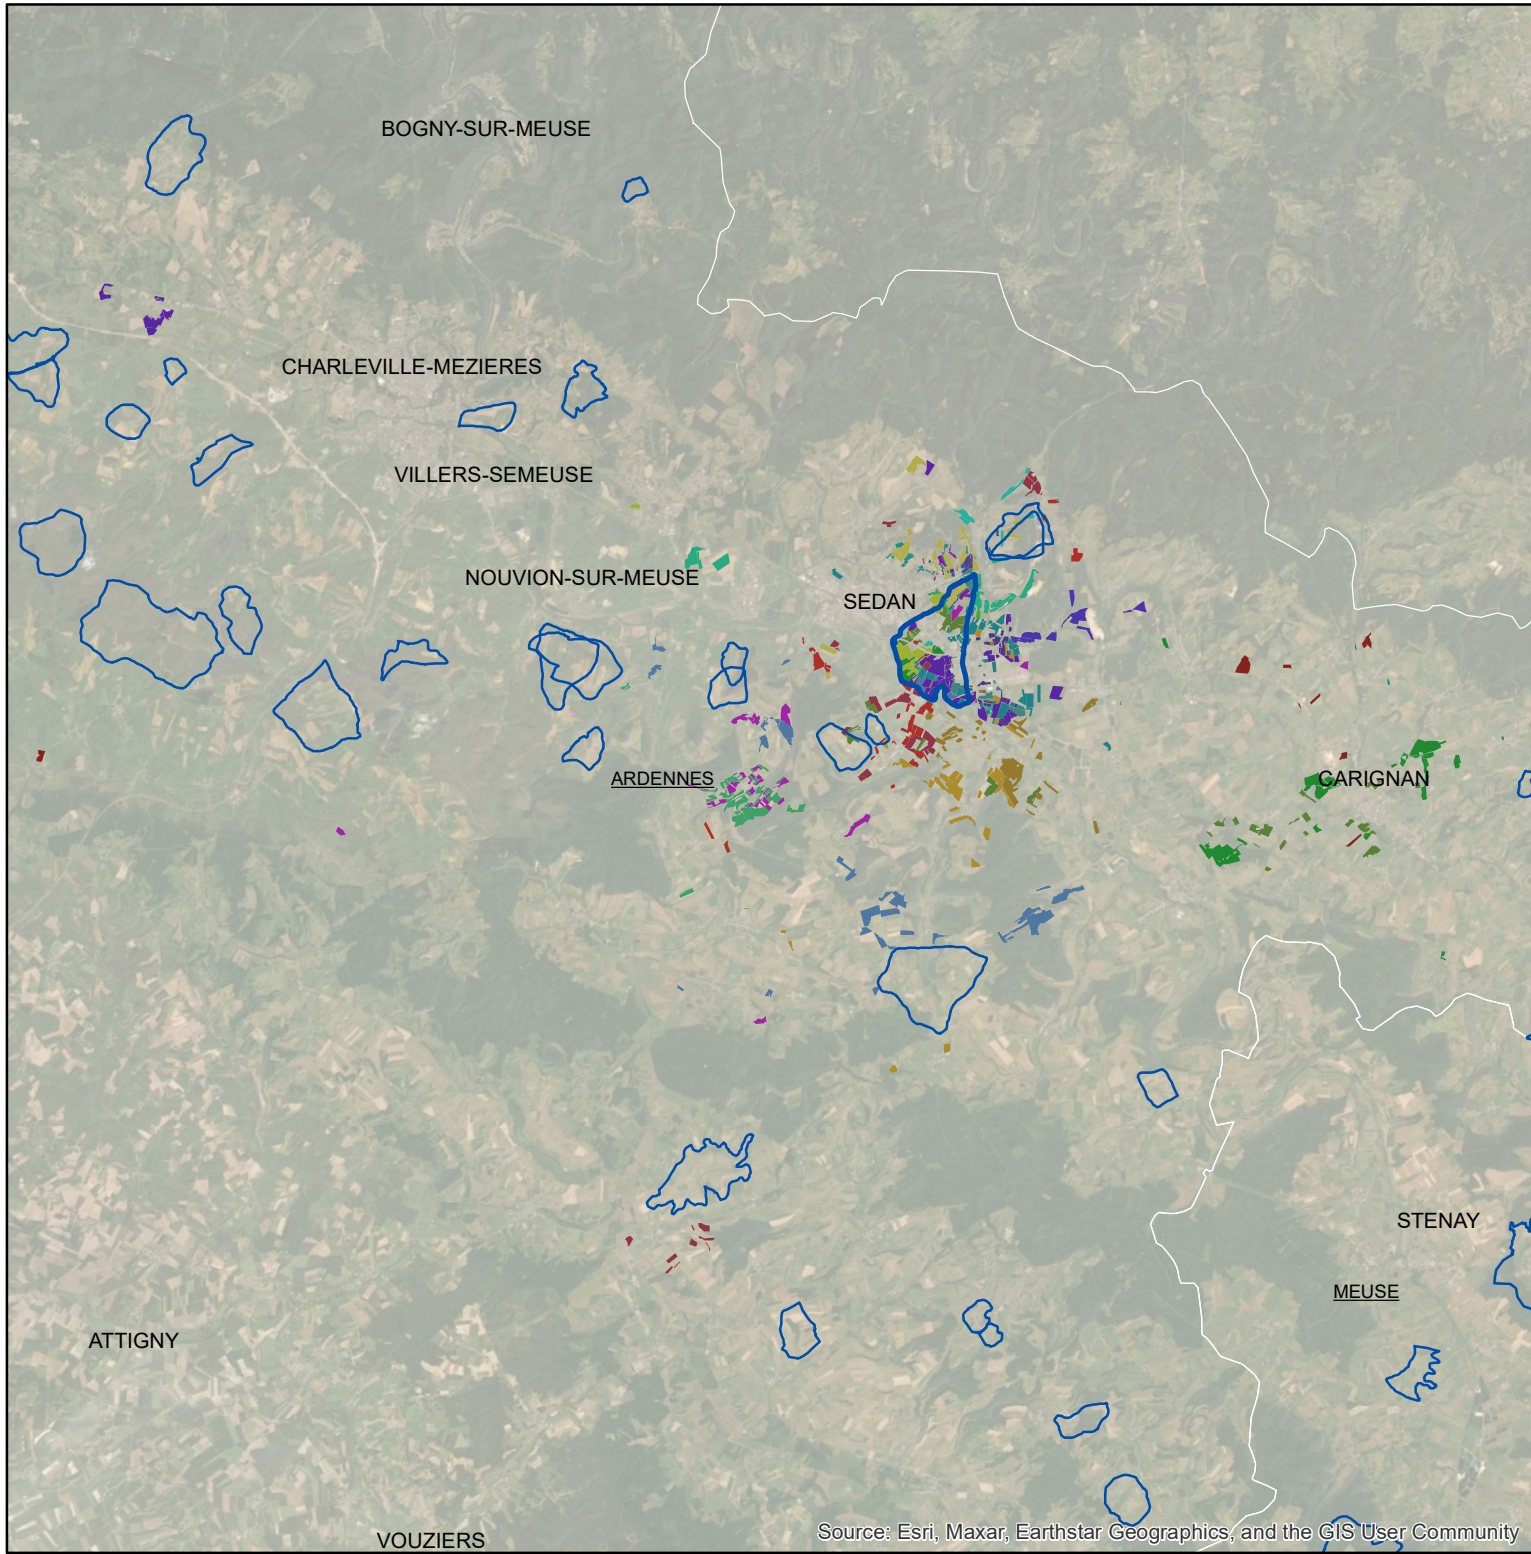 BOGNY-SUR-MEUSE
CHARLEVILLE-MEZIERES
VILLERS-SEMEUSE
NOUVION-SUR-MEUSE
SEDAN
ARDENNES
CARIGNAN
STENAY
MEUSE
ATTIGNY
VOUZIERS
Source: Esri, Maxar, Earthstar Geographics, and the GIS User Community